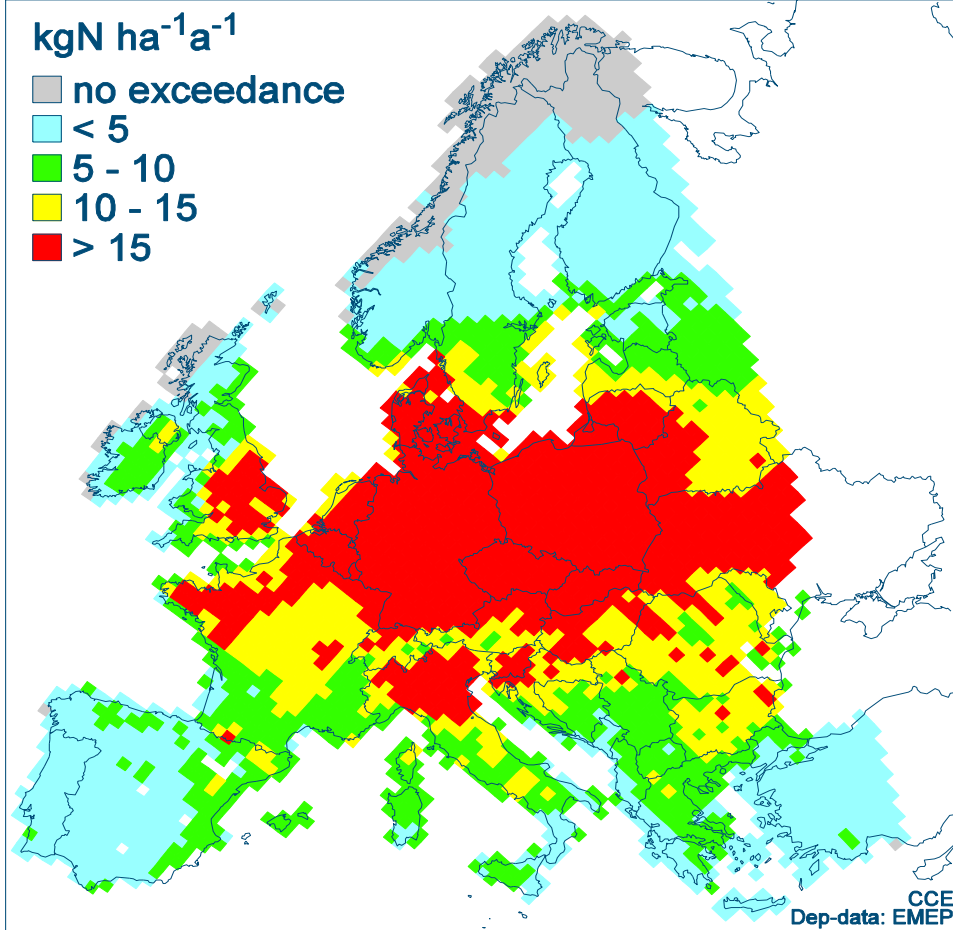 kgN ha⁻¹a⁻¹
no exceedance
< 5
5 - 10
10 - 15
> 15
CCE
Dep-data: EMEP